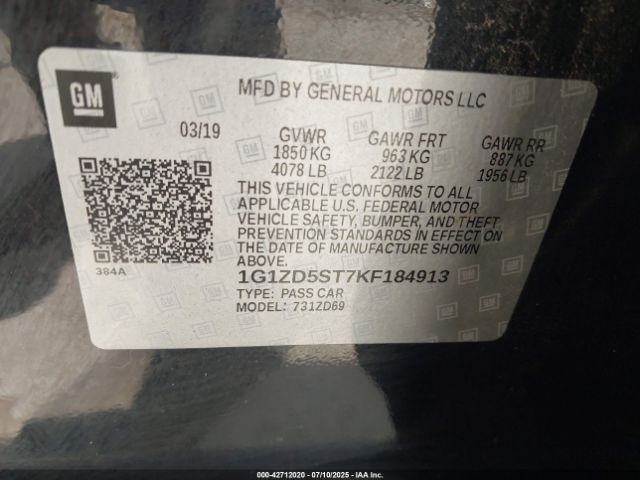 GM
MFD BY GENERAL MOTORS LLC
03/19
GVWR GAWR FRT GAWR RR
1850 KG 963 KG 887 KG
4078 LB 2122 LB 1956 LB
THIS VEHICLE CONFORMS TO ALL
APPLICABLE U.S. FEDERAL MOTOR
VEHICLE SAFETY, BUMPER, AND THEFT
PREVENTION STANDARDS IN EFFECT ON
THE DATE OF MANUFACTURE SHOWN
ABOVE.
384A
1G1ZD5ST7KF184913
TYPE: PASS CAR
MODEL: 731ZD69
000-42712020 - 07/10/2025 - IAA Inc.